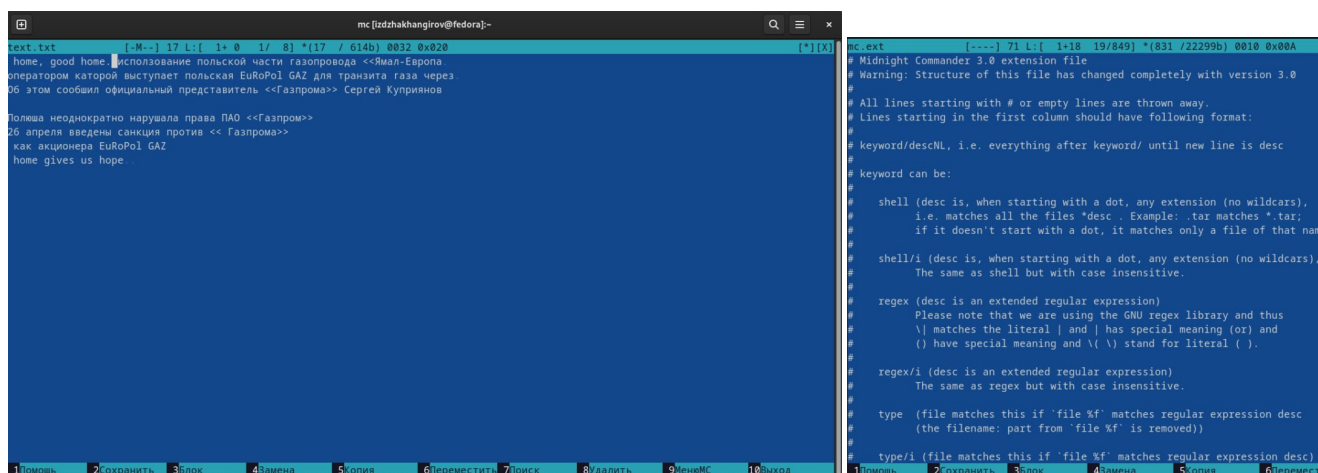 mc [izdzhakhangirov@fedora]:~
text.txt [-M--] 17 L:[ 1+ 0 1/ 8] *(17 / 614b) 0032 0x020 [*][X]
home, good home. исползование польской части газопровода <<Ямал-Европа.
оператором каторой выступает польская EuRoPol GAZ для транзита газа через.
Об этом сообшил официальный представитель <<Газпрома>> Сергей Куприянов
Полюша неоднократно нарушала права ПАО <<Газпром>>
26 апреля введены санкция против << Газпрома>>
как акционера EuRoPol GAZ
home gives us hope..
1Помощь 2Сохранить 3Блок 4Замена 5Копия 6Переместить 7Поиск 8Удалить 9МенюMC 10Выход
mc.ext [----] 71 L:[ 1+18 19/849] *(831 /22299b) 0010 0x00A
# Midnight Commander 3.0 extension file
# Warning: Structure of this file has changed completely with version 3.0
#
# All lines starting with # or empty lines are thrown away.
# Lines starting in the first column should have following format:
#
# keyword/descNL, i.e. everything after keyword/ until new line is desc
#
# keyword can be:
#
# shell (desc is, when starting with a dot, any extension (no wildcars),
# i.e. matches all the files *desc . Example: .tar matches *.tar;
# if it doesn't start with a dot, it matches only a file of that nam
#
# shell/i (desc is, when starting with a dot, any extension (no wildcars),
# The same as shell but with case insensitive.
#
# regex (desc is an extended regular expression)
# Please note that we are using the GNU regex library and thus
# \| matches the literal | and | has special meaning (or) and
# () have special meaning and \( \) stand for literal ( ).
#
# regex/i (desc is an extended regular expression)
# The same as regex but with case insensitive.
#
# type (file matches this if `file %f` matches regular expression desc
# (the filename: part from `file %f` is removed))
#
# type/i (file matches this if `file %f` matches regular expression desc)
1Помощь 2Сохранить 3Блок 4Замена 5Копия 6Перемест